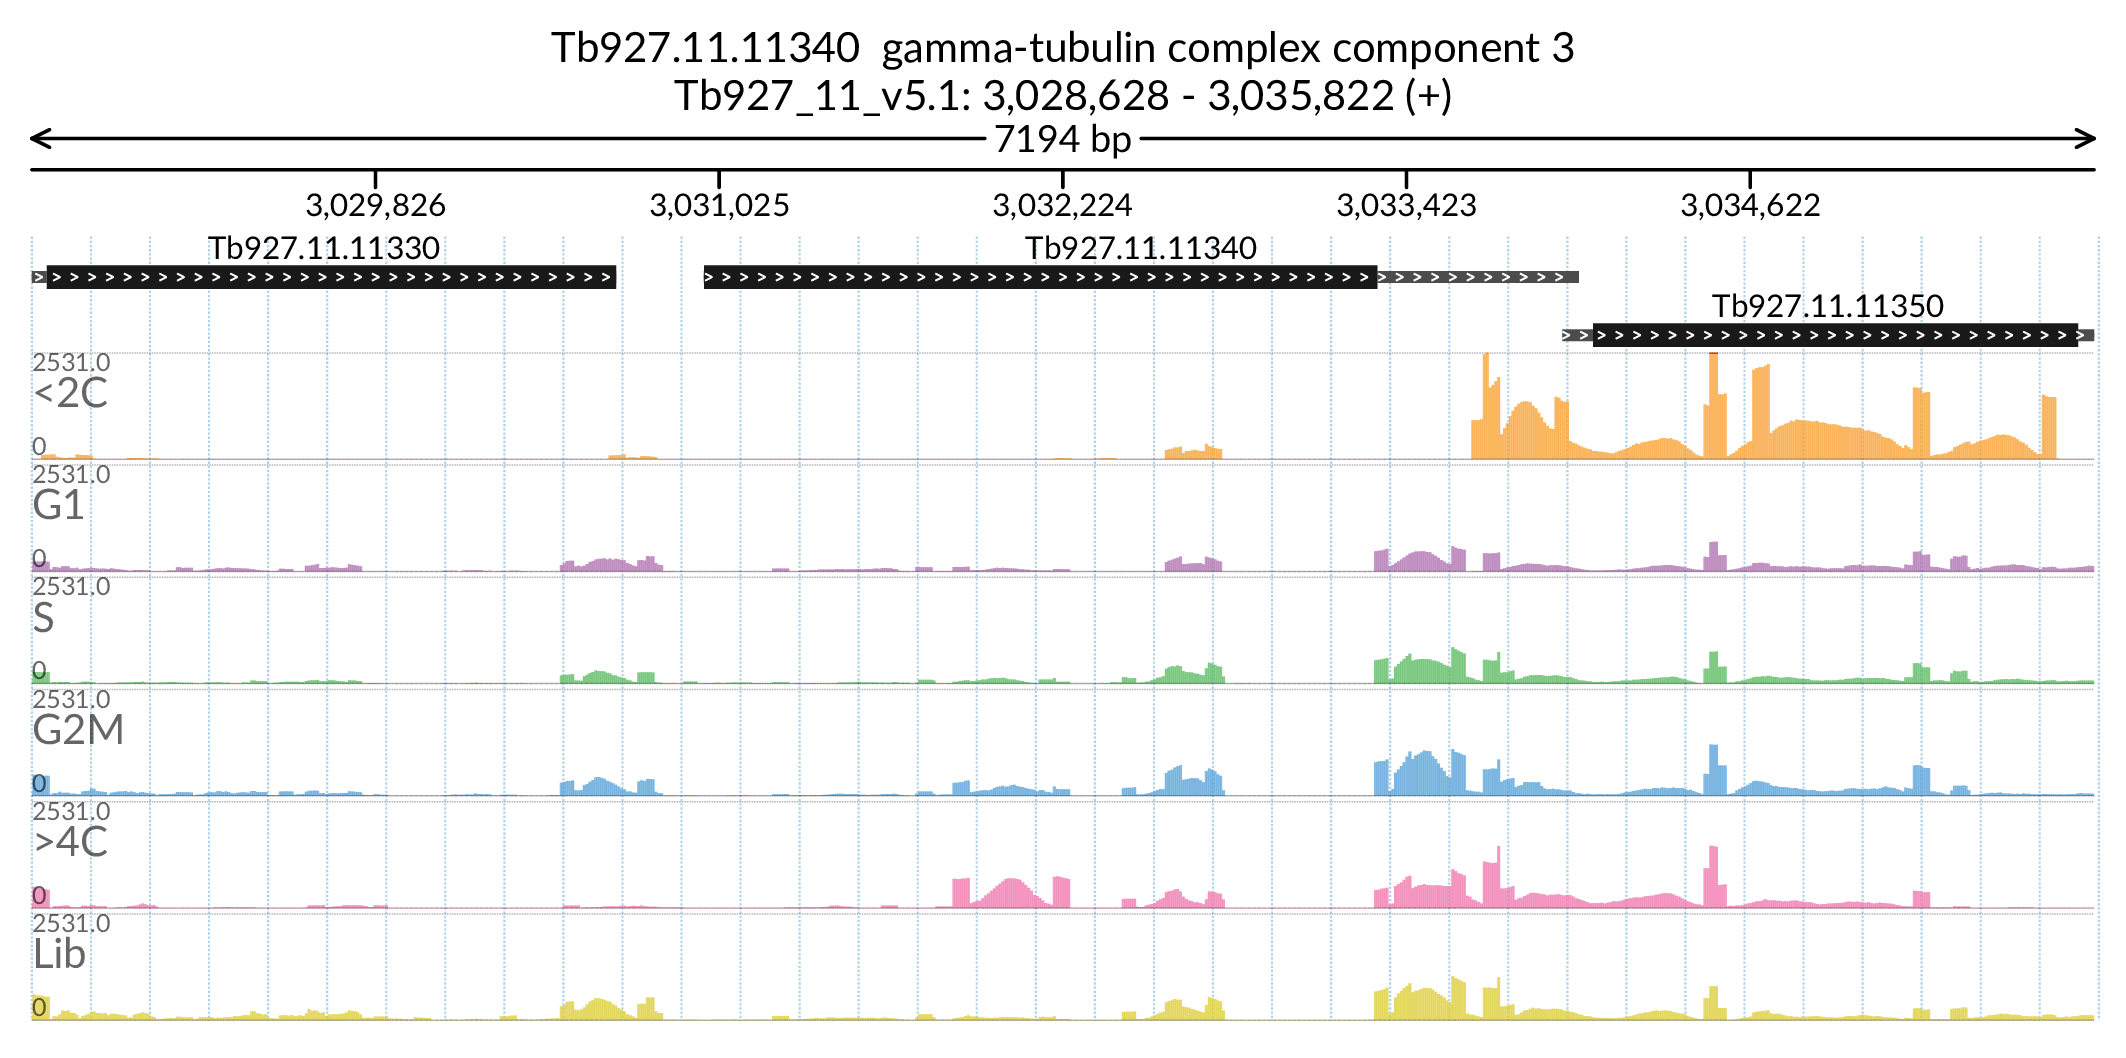 Tb927.11.11340 gamma-tubulin complex component 3
Tb927_11_v5.1: 3,028,628 - 3,035,822 (+)
7194 bp
3,029,826 3,031,025 3,032,224 3,033,423 3,034,622
Tb927.11.11330 Tb927.11.11340
Tb927.11.11350
2531.0
<2C
0
2531.0
G1
0
2531.0
S
0
2531.0
G2M
0
2531.0
>4C
0
2531.0
Lib
0